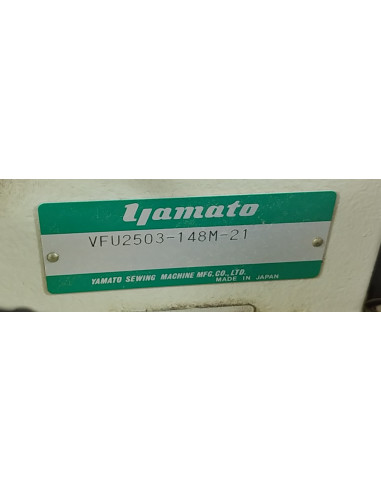 yamato
VFU2503-148M-21
YAMATO SEWING MACHINE MFG.CO.,LTD.
MADE IN JAPAN